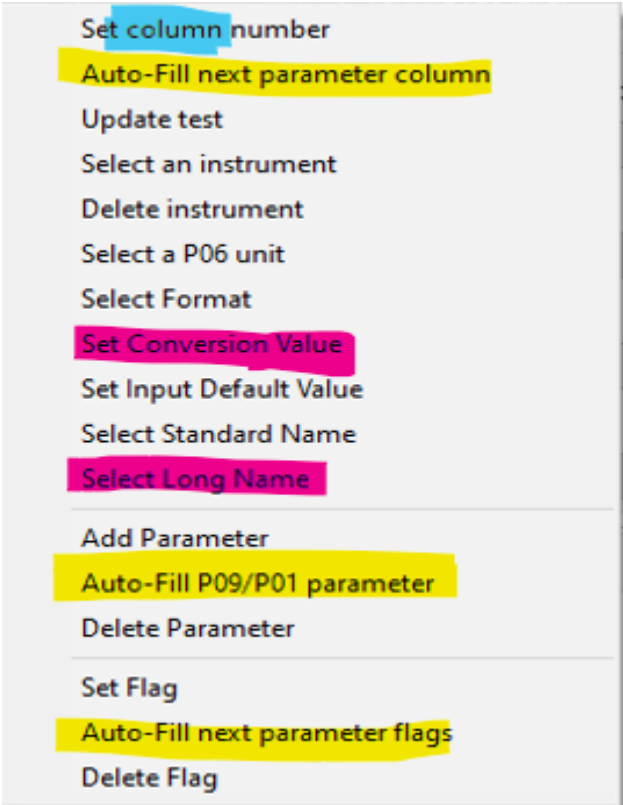 Set column number
Auto-Fill next parameter column
Update test
Select an instrument
Delete instrument
Select a P06 unit
Select Format
Set Conversion Value
Set Input Default Value
Select Standard Name
Select Long Name
Add Parameter
Auto-Fill P09/P01 parameter
Delete Parameter
Set Flag
Auto-Fill next parameter flags
Delete Flag